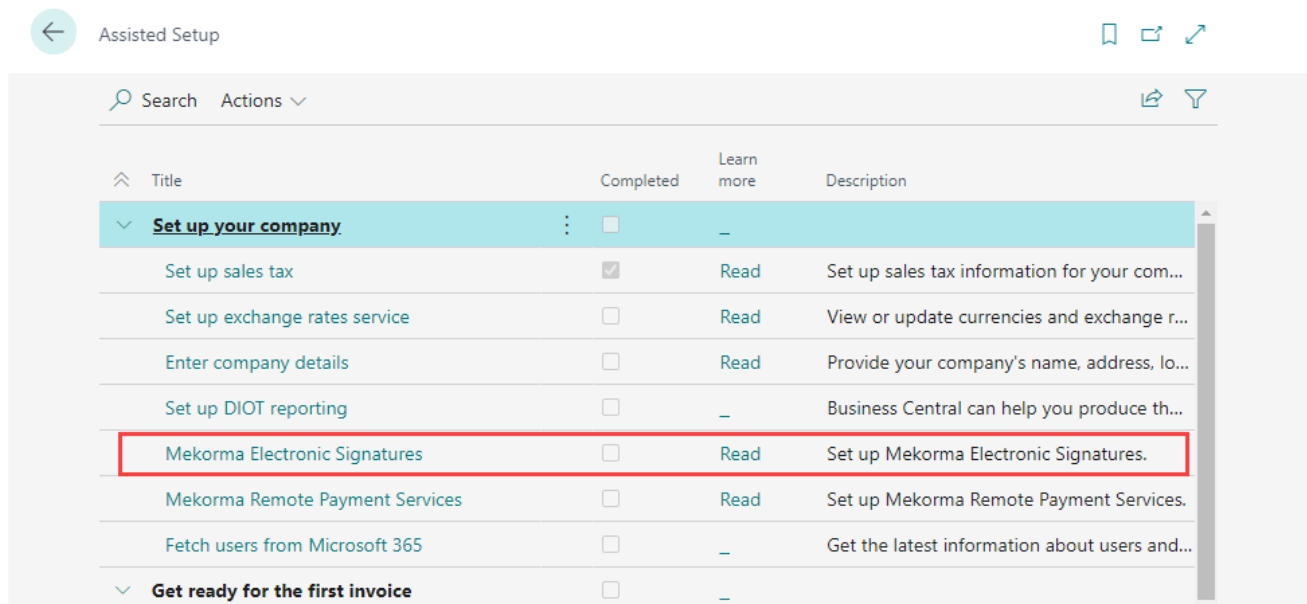 Assisted Setup
Search Actions
Learn
Title Completed more Description
Set up your company _
Set up sales tax Read Set up sales tax information for your com...
Set up exchange rates service Read View or update currencies and exchange r...
Enter company details Read Provide your company's name, address, lo...
Set up DIOT reporting _ Business Central can help you produce th...
Mekorma Electronic Signatures Read Set up Mekorma Electronic Signatures.
Mekorma Remote Payment Services Read Set up Mekorma Remote Payment Services.
Fetch users from Microsoft 365 _ Get the latest information about users and...
Get ready for the first invoice _